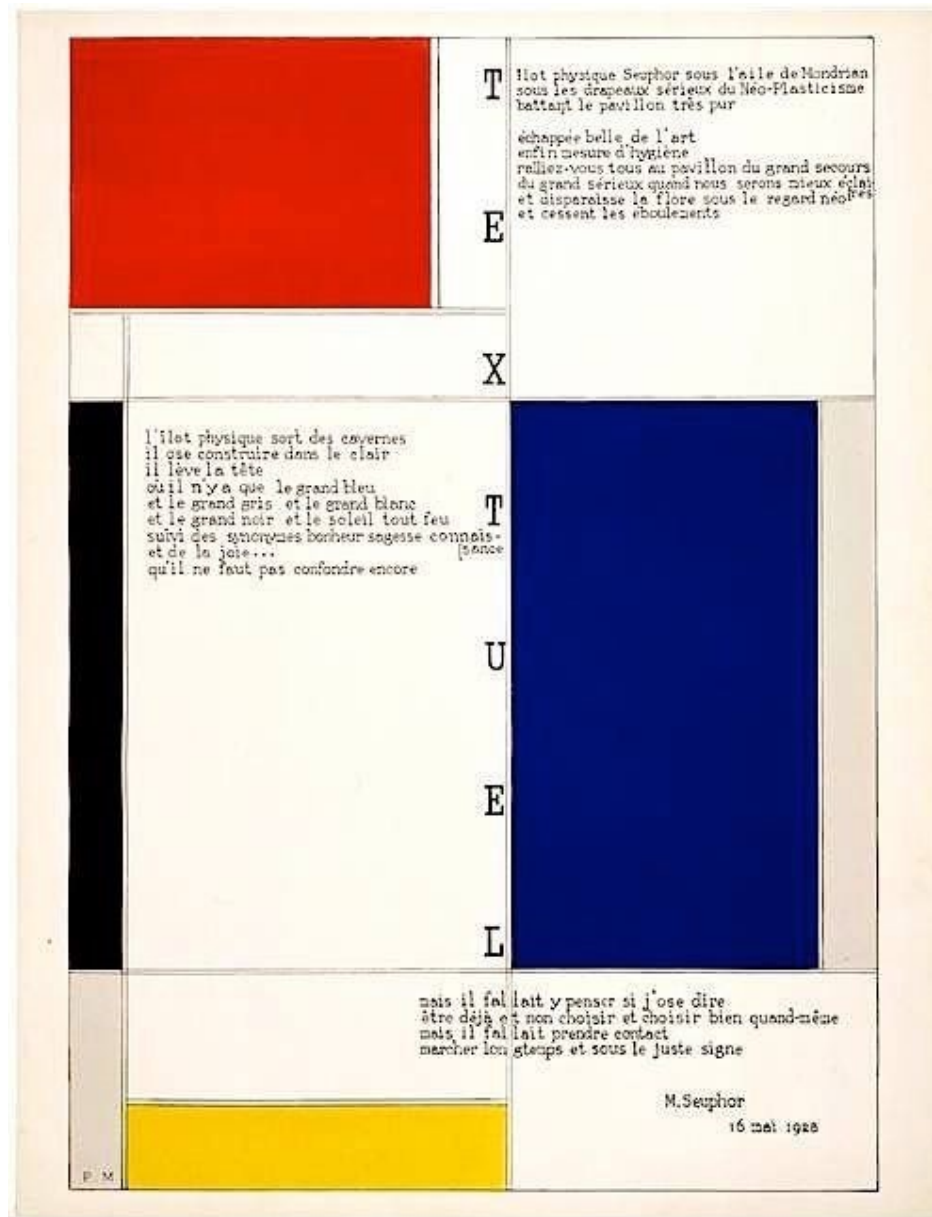 TEXTUEL
Ilot physique Seuphor sous l'aile de Mondrian
sous les drapeaux sérieux du Néo-Plasticisme
battant le pavillon très pur
échappée belle de l'art
enfin mesure d'hygiène
ralliez-vous tous au pavillon du grand secours
du grand sérieux quand nous serons mieux éclai
et disparaisse la flore sous le regard néo [rés
et cessent les éboulements
l'îlot physique sort des cavernes
il ose construire dans le clair
il lève la tête
où il n'y a que le grand bleu
et le grand gris et le grand blanc
et le grand noir et le soleil tout feu
suivi des synonymes bonheur sagesse connais-
et de la joie... [sance
qu'il ne faut pas confondre encore
mais il fallait y penser si j'ose dire
être déjà et non choisir et choisir bien quand-même
mais il fallait prendre contact
marcher longtemps et sous le juste signe
M. Seuphor
16 mai 1928
P M